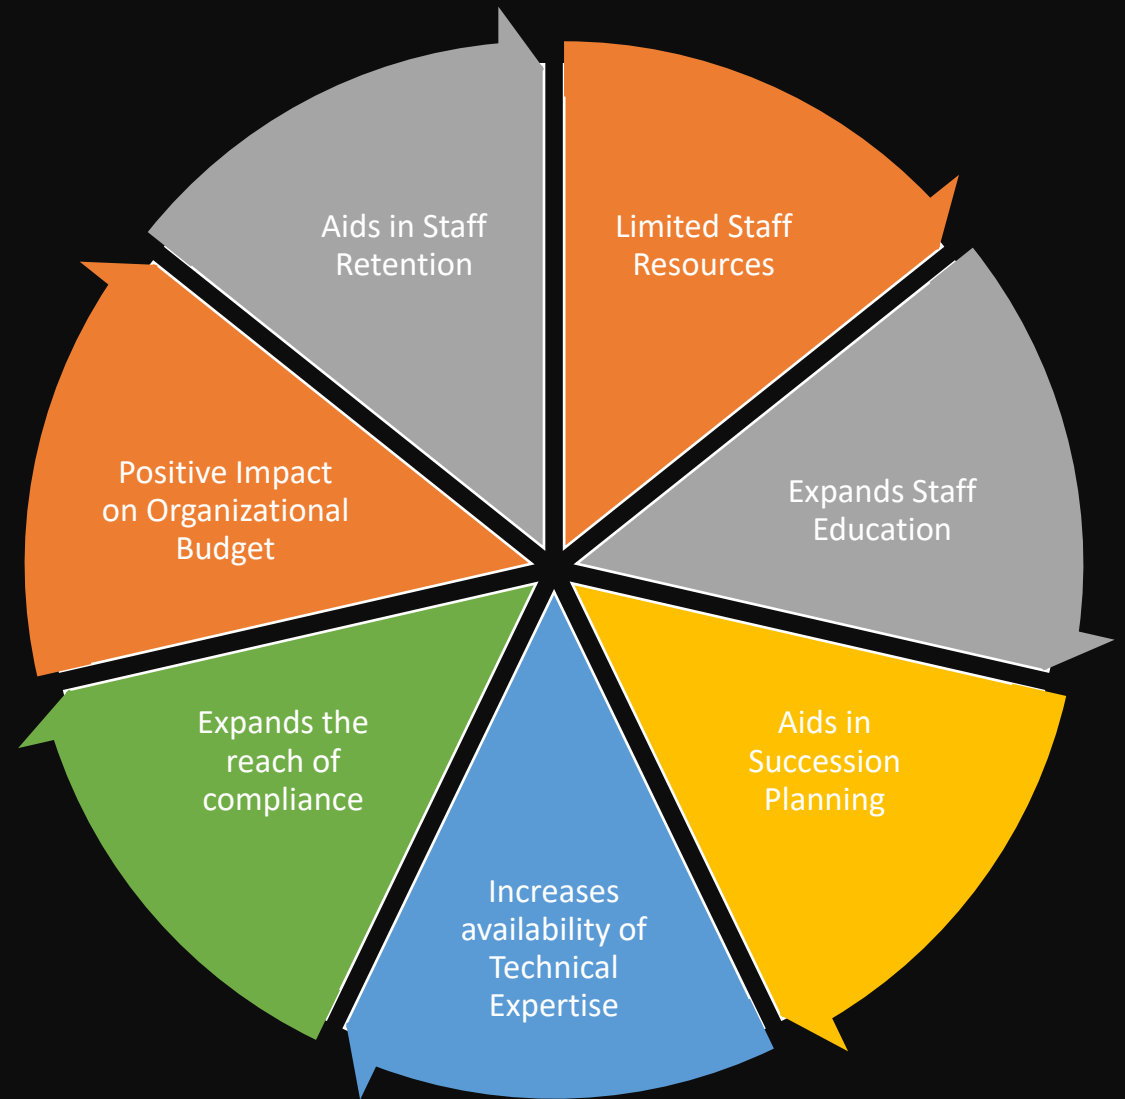 Limited Staff
Resources
Expands Staff
Education
Aids in
Succession
Planning
Increases
availability of
Technical
Expertise
Expands the
reach of
compliance
Positive Impact
on Organizational
Budget
Aids in Staff
Retention